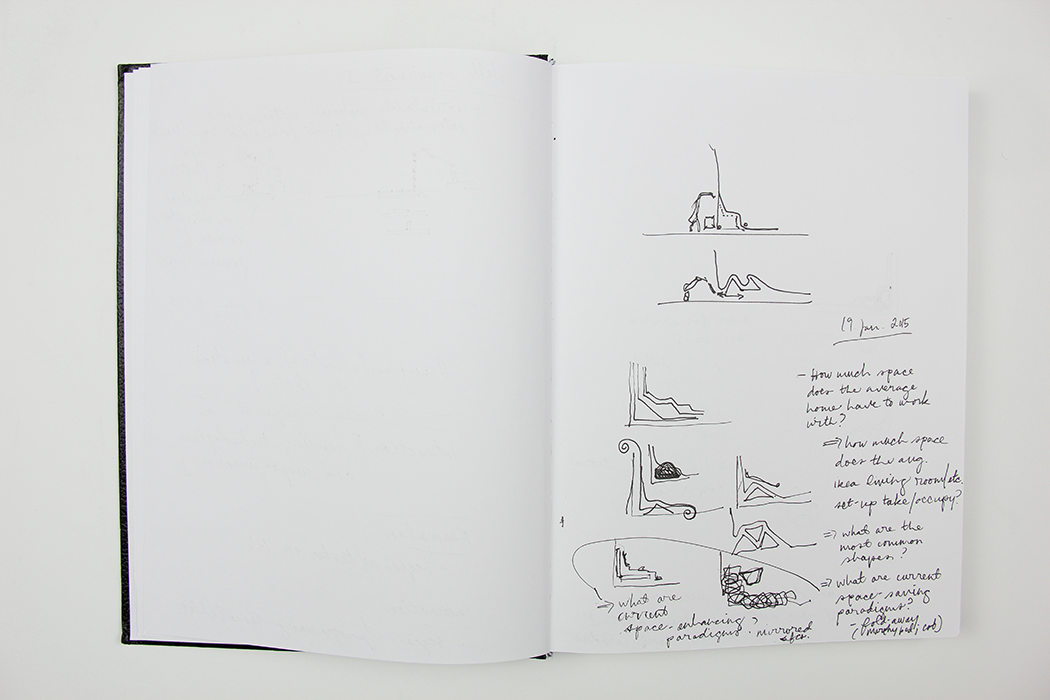 19 Jan. 2015
- How much space
does the average
home have to work
with?
⇒ how much space
does the avg.
ikea living room/etc.
set-up take/occupy?
⇒ what are the
most common
shapes?
⇒ what are current
space-saving
paradigms?
- fold-away
(murphy bed;
⇒ what are
current
space-enhancing
paradigms? mirrored